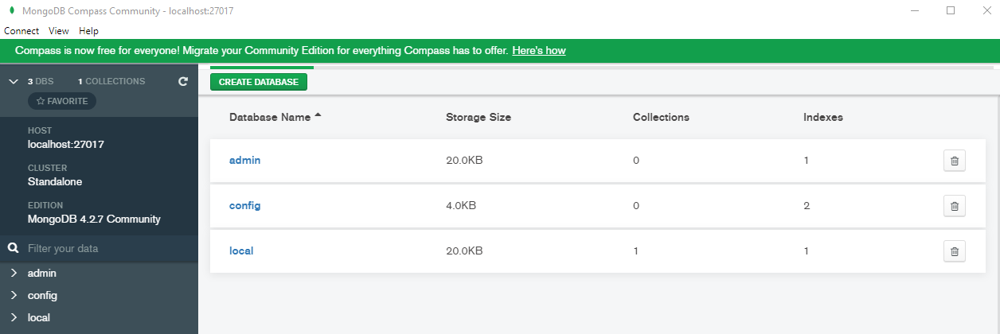 MongoDB Compass Community - localhost:27017
Connect View Help
Compass is now free for everyone! Migrate your Community Edition for everything Compass has to offer. Here's how
3 DBS 1 COLLECTIONS
FAVORITE
HOST
localhost:27017
CLUSTER
Standalone
EDITION
MongoDB 4.2.7 Community
Filter your data
admin
config
local
CREATE DATABASE
Database Name Storage Size Collections Indexes
admin 20.0KB 0 1
config 4.0KB 0 2
local 20.0KB 1 1